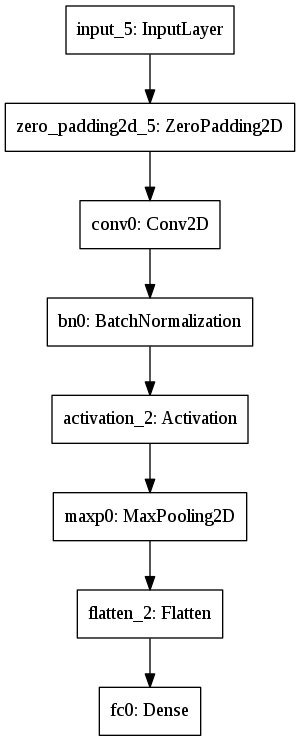 input_5: InputLayer
zero_padding2d_5: ZeroPadding2D
conv0: Conv2D
bn0: BatchNormalization
activation_2: Activation
maxp0: MaxPooling2D
flatten_2: Flatten
fc0: Dense